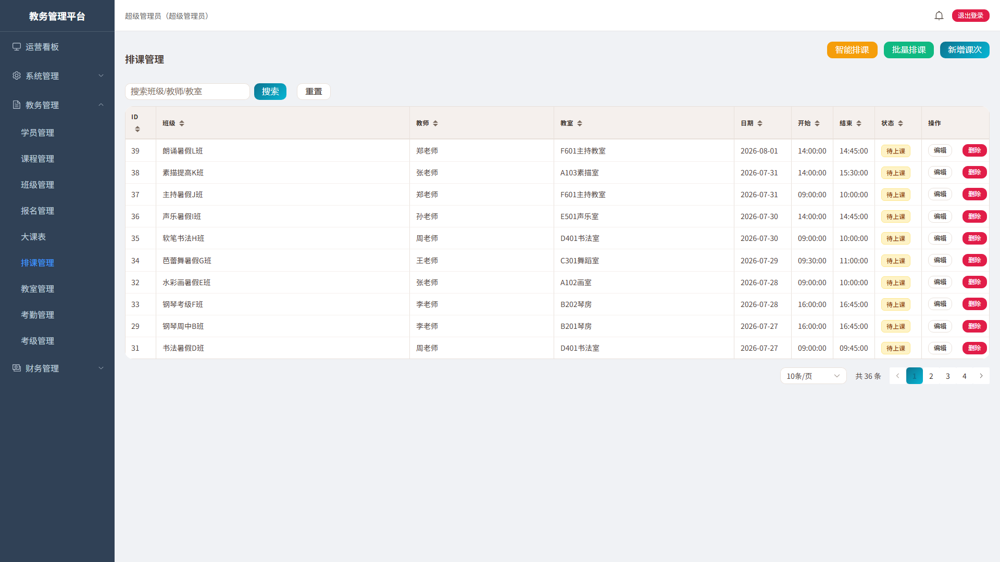 教务管理平台
运营看板
系统管理
教务管理
学员管理
课程管理
班级管理
报名管理
大课表
排课管理
教室管理
考勤管理
考级管理
财务管理
超级管理员（超级管理员）
退出登录
排课管理
智能排课 批量排课 新增课次
搜索班级/教师/教室 搜索 重置
ID 班级 教师 教室 日期 开始 结束 状态 操作
39 朗诵暑假L班 郑老师 F601主持教室 2026-08-01 14:00:00 14:45:00 待上课 编辑 删除
38 素描提高K班 张老师 A103素描室 2026-07-31 14:00:00 15:30:00 待上课 编辑 删除
37 主持暑假J班 郑老师 F601主持教室 2026-07-31 09:00:00 10:00:00 待上课 编辑 删除
36 声乐暑假I班 孙老师 E501声乐室 2026-07-30 14:00:00 14:45:00 待上课 编辑 删除
35 软笔书法H班 周老师 D401书法室 2026-07-30 09:00:00 10:00:00 待上课 编辑 删除
34 芭蕾舞暑假G班 王老师 C301舞蹈室 2026-07-29 09:30:00 11:00:00 待上课 编辑 删除
32 水彩画暑假E班 张老师 A102画室 2026-07-28 09:00:00 10:00:00 待上课 编辑 删除
33 钢琴考级F班 李老师 B202琴房 2026-07-28 16:00:00 16:45:00 待上课 编辑 删除
29 钢琴周中B班 李老师 B201琴房 2026-07-27 16:00:00 16:45:00 待上课 编辑 删除
31 书法暑假D班 周老师 D401书法室 2026-07-27 09:00:00 09:45:00 待上课 编辑 删除
10条/页 共 36 条 1 2 3 4